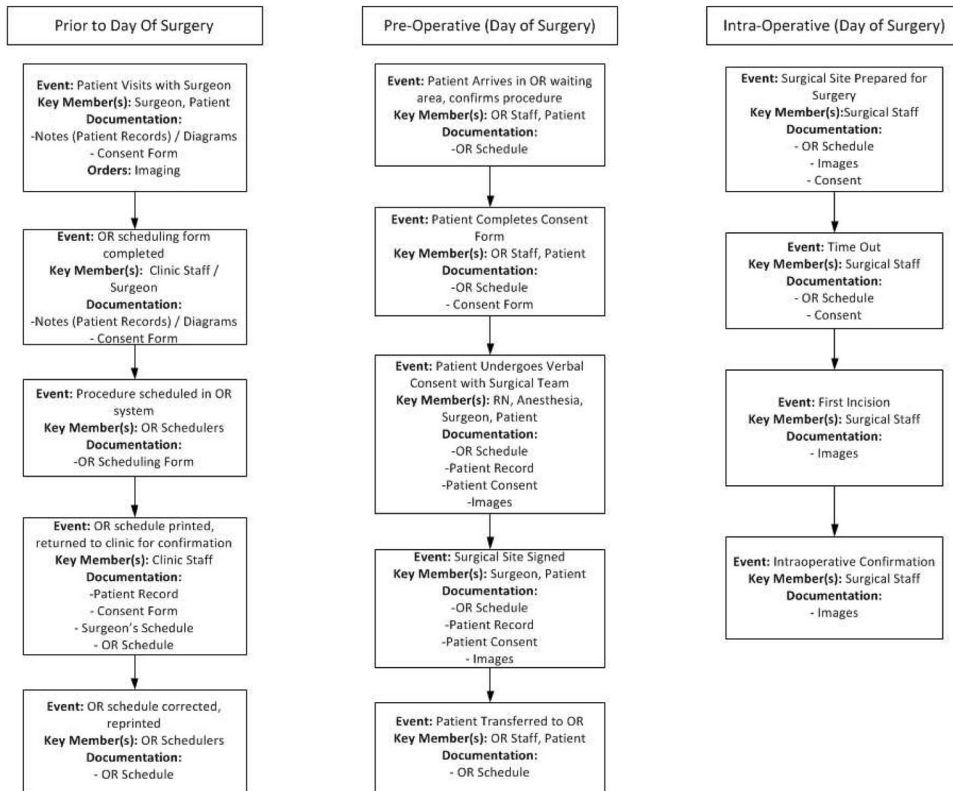 Prior to Day Of Surgery
Event: Patient Visits with Surgeon
Key Member(s): Surgeon, Patient
Documentation:
-Notes (Patient Records) / Diagrams
- Consent Form
Orders: Imaging
Event: OR scheduling form
completed
Key Member(s): Clinic Staff /
Surgeon
Documentation:
-Notes (Patient Records) / Diagrams
- Consent Form
Event: Procedure scheduled in OR
system
Key Member(s): OR Schedulers
Documentation:
-OR Scheduling Form
Event: OR schedule printed,
returned to clinic for confirmation
Key Member(s): Clinic Staff
Documentation:
-Patient Record
- Consent Form
- Surgeon's Schedule
- OR Schedule
Event: OR schedule corrected,
reprinted
Key Member(s): OR Schedulers
Documentation:
- OR Schedule
Pre-Operative (Day of Surgery)
Event: Patient Arrives in OR waiting
area, confirms procedure
Key Member(s): OR Staff, Patient
Documentation:
-OR Schedule
Event: Patient Completes Consent
Form
Key Member(s): OR Staff, Patient
Documentation:
-OR Schedule
- Consent Form
Event: Patient Undergoes Verbal
Consent with Surgical Team
Key Member(s): RN, Anesthesia,
Surgeon, Patient
Documentation:
-OR Schedule
-Patient Record
-Patient Consent
-Images
Event: Surgical Site Signed
Key Member(s): Surgeon, Patient
Documentation:
-OR Schedule
-Patient Record
-Patient Consent
- Images
Event: Patient Transferred to OR
Key Member(s): OR Staff, Patient
Documentation:
- OR Schedule
Intra-Operative (Day of Surgery)
Event: Surgical Site Prepared for
Surgery
Key Member(s):Surgical Staff
Documentation:
- OR Schedule
- Images
- Consent
Event: Time Out
Key Member(s): Surgical Staff
Documentation:
- OR Schedule
- Consent
Event: First Incision
Key Member(s): Surgical Staff
Documentation:
- Images
Event: Intraoperative Confirmation
Key Member(s): Surgical Staff
Documentation:
- Images